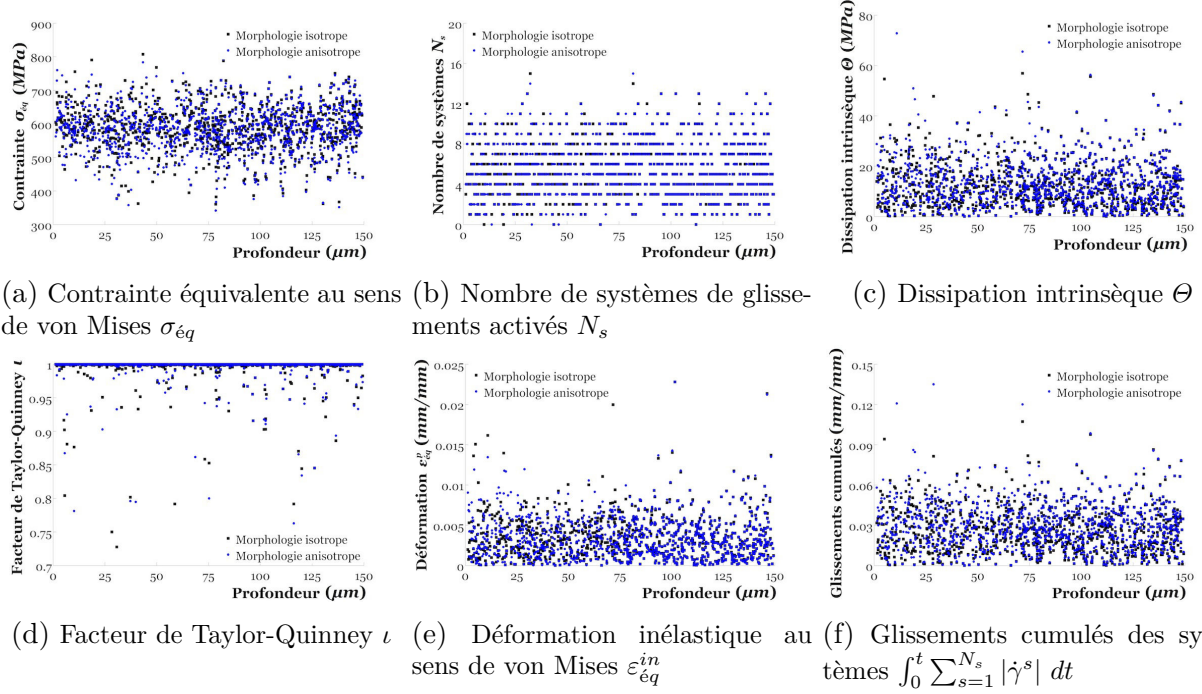 900
800
700
600
500
400
300
Contrainte σéq (MPa)
Morphologie isotrope
Morphologie anisotrope
0 25 50 75 100 125 150
Profondeur (µm)
(a) Contrainte équivalente au sens
de von Mises σéq
20
16
12
8
4
0
Nombre de systèmes Ns
Morphologie isotrope
Morphologie anisotrope
0 25 50 75 100 125 150
Profondeur (µm)
(b) Nombre de systèmes de glisse-
ments activés Ns
80
60
40
20
0
Dissipation intrinsèque Θ (MPa)
Morphologie isotrope
Morphologie anisotrope
0 25 50 75 100 125 150
Profondeur (µm)
(c) Dissipation intrinsèque Θ
1
0.95
0.9
0.85
0.8
0.75
0.7
Facteur de Taylor-Quinney ι
Morphologie isotrope
Morphologie anisotrope
0 25 50 75 100 125 150
Profondeur (µm)
(d) Facteur de Taylor-Quinney ι
0.025
0.02
0.015
0.01
0.005
0
Déformation ε^p_éq (mm/mm)
Morphologie isotrope
Morphologie anisotrope
0 25 50 75 100 125 150
Profondeur (µm)
(e) Déformation inélastique au
sens de von Mises ε^in_éq
0.15
0.12
0.09
0.06
0.03
0
Glissements cumulés (mm/mm)
Morphologie isotrope
Morphologie anisotrope
0 25 50 75 100 125 150
Profondeur (µm)
(f) Glissements cumulés des sy
tèmes ∫₀ᵗ ∑_{s=1}^{Ns} |γ̇ˢ| dt